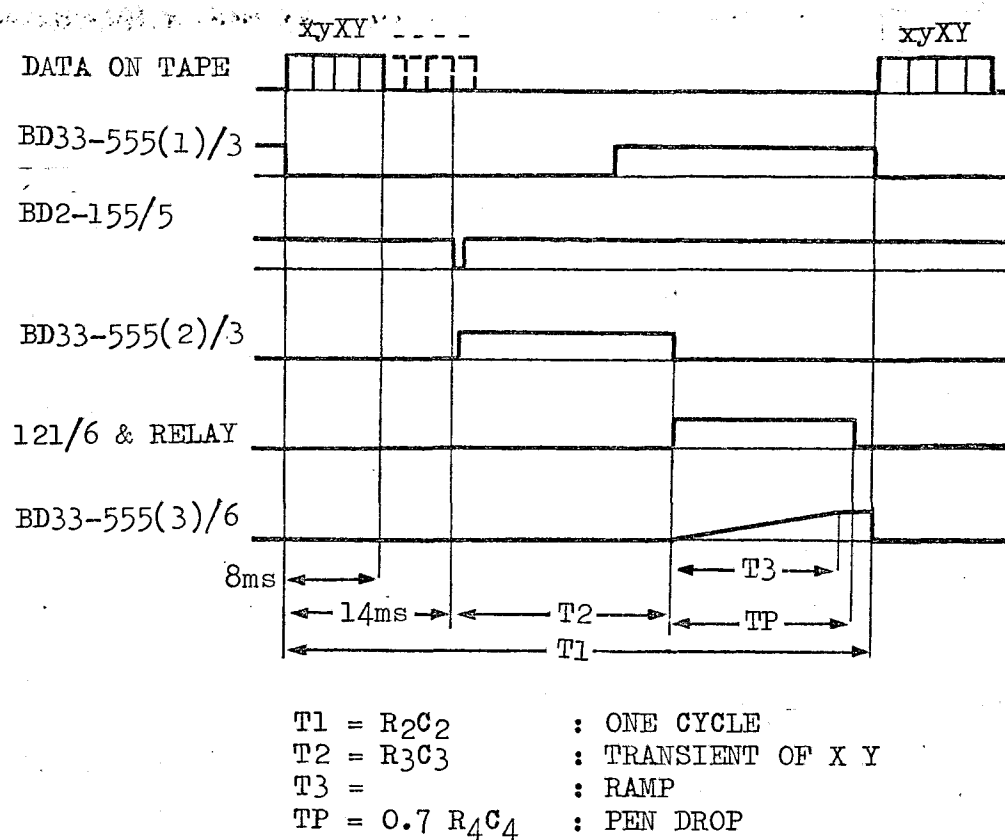 xyXY - - - -
xyXY
DATA ON TAPE
BD33-555(1)/3
BD2-155/5
BD33-555(2)/3
121/6 & RELAY
BD33-555(3)/6
8ms
T3
14ms
T2
TP
T1
T1 = R2C2 : ONE CYCLE
T2 = R3C3 : TRANSIENT OF X Y
T3 = : RAMP
TP = 0.7 R4C4 : PEN DROP